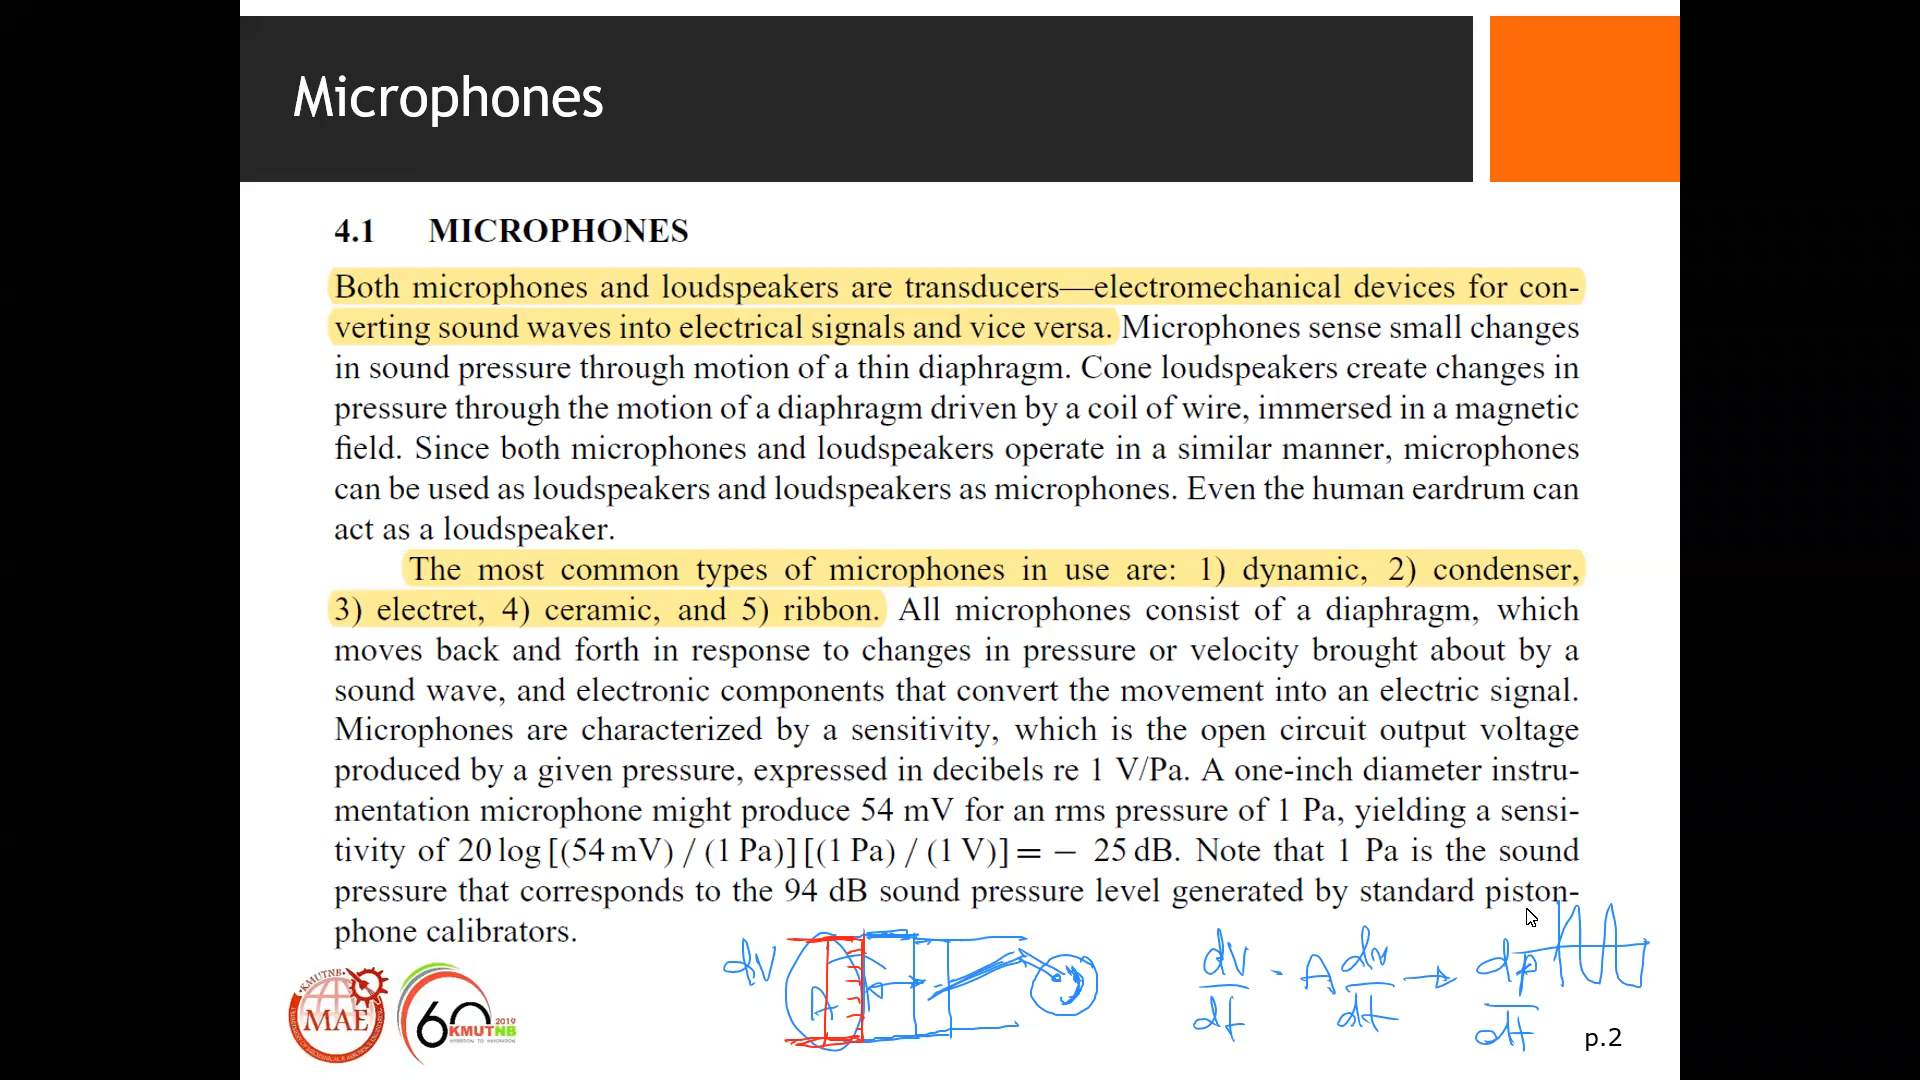 Microphones
4.1 MICROPHONES
Both microphones and loudspeakers are transducers—electromechanical devices for con-
verting sound waves into electrical signals and vice versa. Microphones sense small changes
in sound pressure through motion of a thin diaphragm. Cone loudspeakers create changes in
pressure through the motion of a diaphragm driven by a coil of wire, immersed in a magnetic
field. Since both microphones and loudspeakers operate in a similar manner, microphones
can be used as loudspeakers and loudspeakers as microphones. Even the human eardrum can
act as a loudspeaker.
The most common types of microphones in use are: 1) dynamic, 2) condenser,
3) electret, 4) ceramic, and 5) ribbon. All microphones consist of a diaphragm, which
moves back and forth in response to changes in pressure or velocity brought about by a
sound wave, and electronic components that convert the movement into an electric signal.
Microphones are characterized by a sensitivity, which is the open circuit output voltage
produced by a given pressure, expressed in decibels re 1 V/Pa. A one-inch diameter instru-
mentation microphone might produce 54 mV for an rms pressure of 1 Pa, yielding a sensi-
tivity of 20 log [(54 mV) / (1 Pa)] [(1 Pa) / (1 V)] = − 25 dB. Note that 1 Pa is the sound
pressure that corresponds to the 94 dB sound pressure level generated by standard piston-
phone calibrators.
dV
A
dV
dt
A
dt
dp
dt
KMUTNB
MAE
60
2019
KMUTNB
p.2